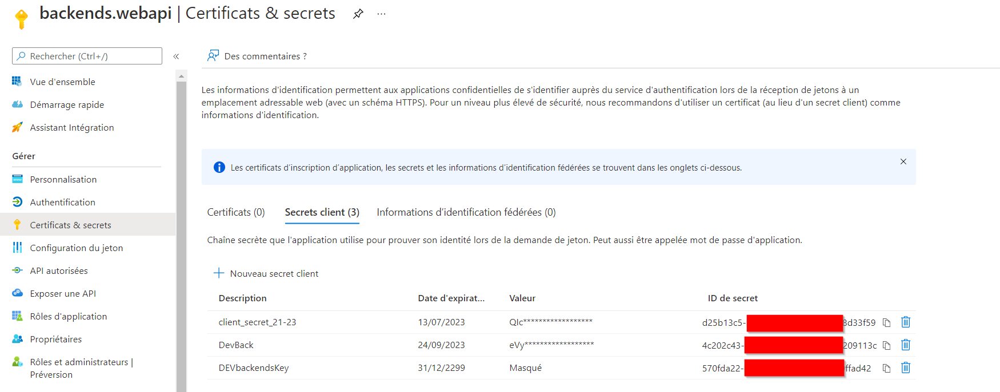 backends.webapi | Certificats & secrets
Rechercher (Ctrl+/)
Vue d'ensemble
Démarrage rapide
Assistant Intégration
Gérer
Personnalisation
Authentification
Certificats & secrets
Configuration du jeton
API autorisées
Exposer une API
Rôles d'application
Propriétaires
Rôles et administrateurs |
Préversion
Des commentaires ?
Les informations d'identification permettent aux applications confidentielles de s'identifier auprès du service d'authentification lors de la réception de jetons à un
emplacement adressable web (avec un schéma HTTPS). Pour un niveau plus élevé de sécurité, nous recommandons d'utiliser un certificat (au lieu d'un secret client) comme
informations d'identification.
Les certificats d’inscription d’application, les secrets et les informations d’identification fédérées se trouvent dans les onglets ci-dessous.
Certificats (0) Secrets client (3) Informations d’identification fédérées (0)
Chaîne secrète que l'application utilise pour prouver son identité lors de la demande de jeton. Peut aussi être appelée mot de passe d'application.
Nouveau secret client
Description Date d'expirat... Valeur ID de secret
client_secret_21-23 13/07/2023 QIc****************** d25b13c5- 8d33f59
DevBack 24/09/2023 eVy****************** 4c202c43- 209113c
DEVbackendsKey 31/12/2299 Masqué 570fda22- ffad42